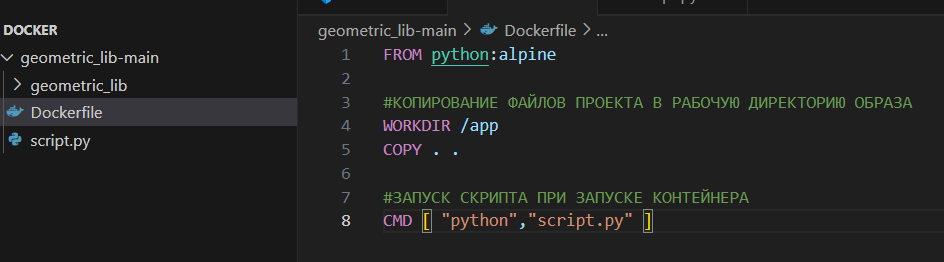 DOCKER
geometric_lib-main
geometric_lib
Dockerfile
script.py
geometric_lib-main > Dockerfile > ...
1 FROM python:alpine
2
3 #КОПИРОВАНИЕ ФАЙЛОВ ПРОЕКТА В РАБОЧУЮ ДИРЕКТОРИЮ ОБРАЗА
4 WORKDIR /app
5 COPY . .
6
7 #ЗАПУСК СКРИПТА ПРИ ЗАПУСКЕ КОНТЕЙНЕРА
8 CMD [ "python","script.py" ]